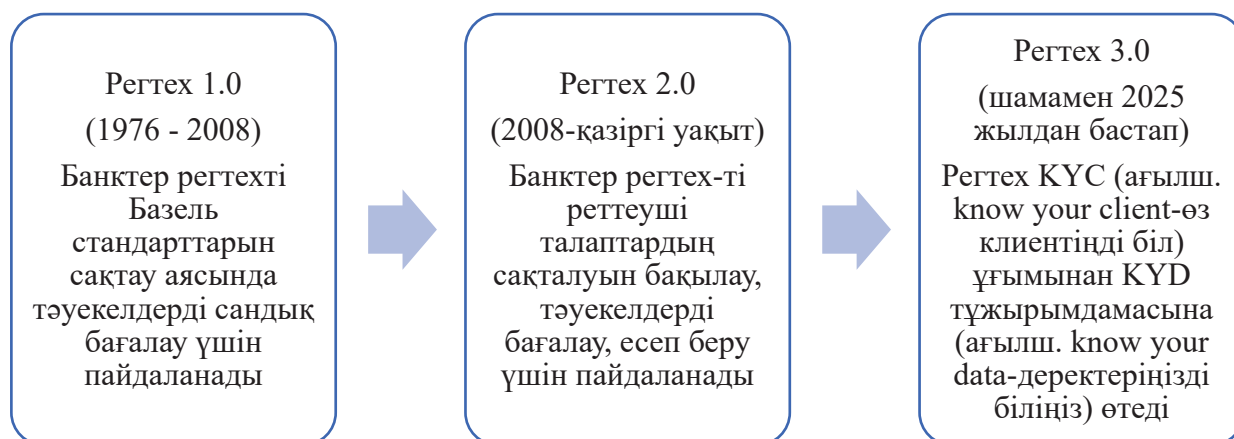 Регтех 1.0
(1976 - 2008)
Банктер регтехті
Базель
стандарттарын
сақтау аясында
тәуекелдерді сандық
бағалау үшін
пайдаланады
Регтех 2.0
(2008-қазіргі уақыт)
Банктер регтех-ті
реттеуші
талаптардың
сақталуын бақылау,
тәуекелдерді
бағалау, есеп беру
үшін пайдаланады
Регтех 3.0
(шамамен 2025
жылдан бастап)
Регтех KYC (ағылш.
know your client-өз
клиентіңді біл)
ұғымынан KYD
тұжырымдамасына
(ағылш. know your
data-деректеріңізді
біліңіз) өтеді